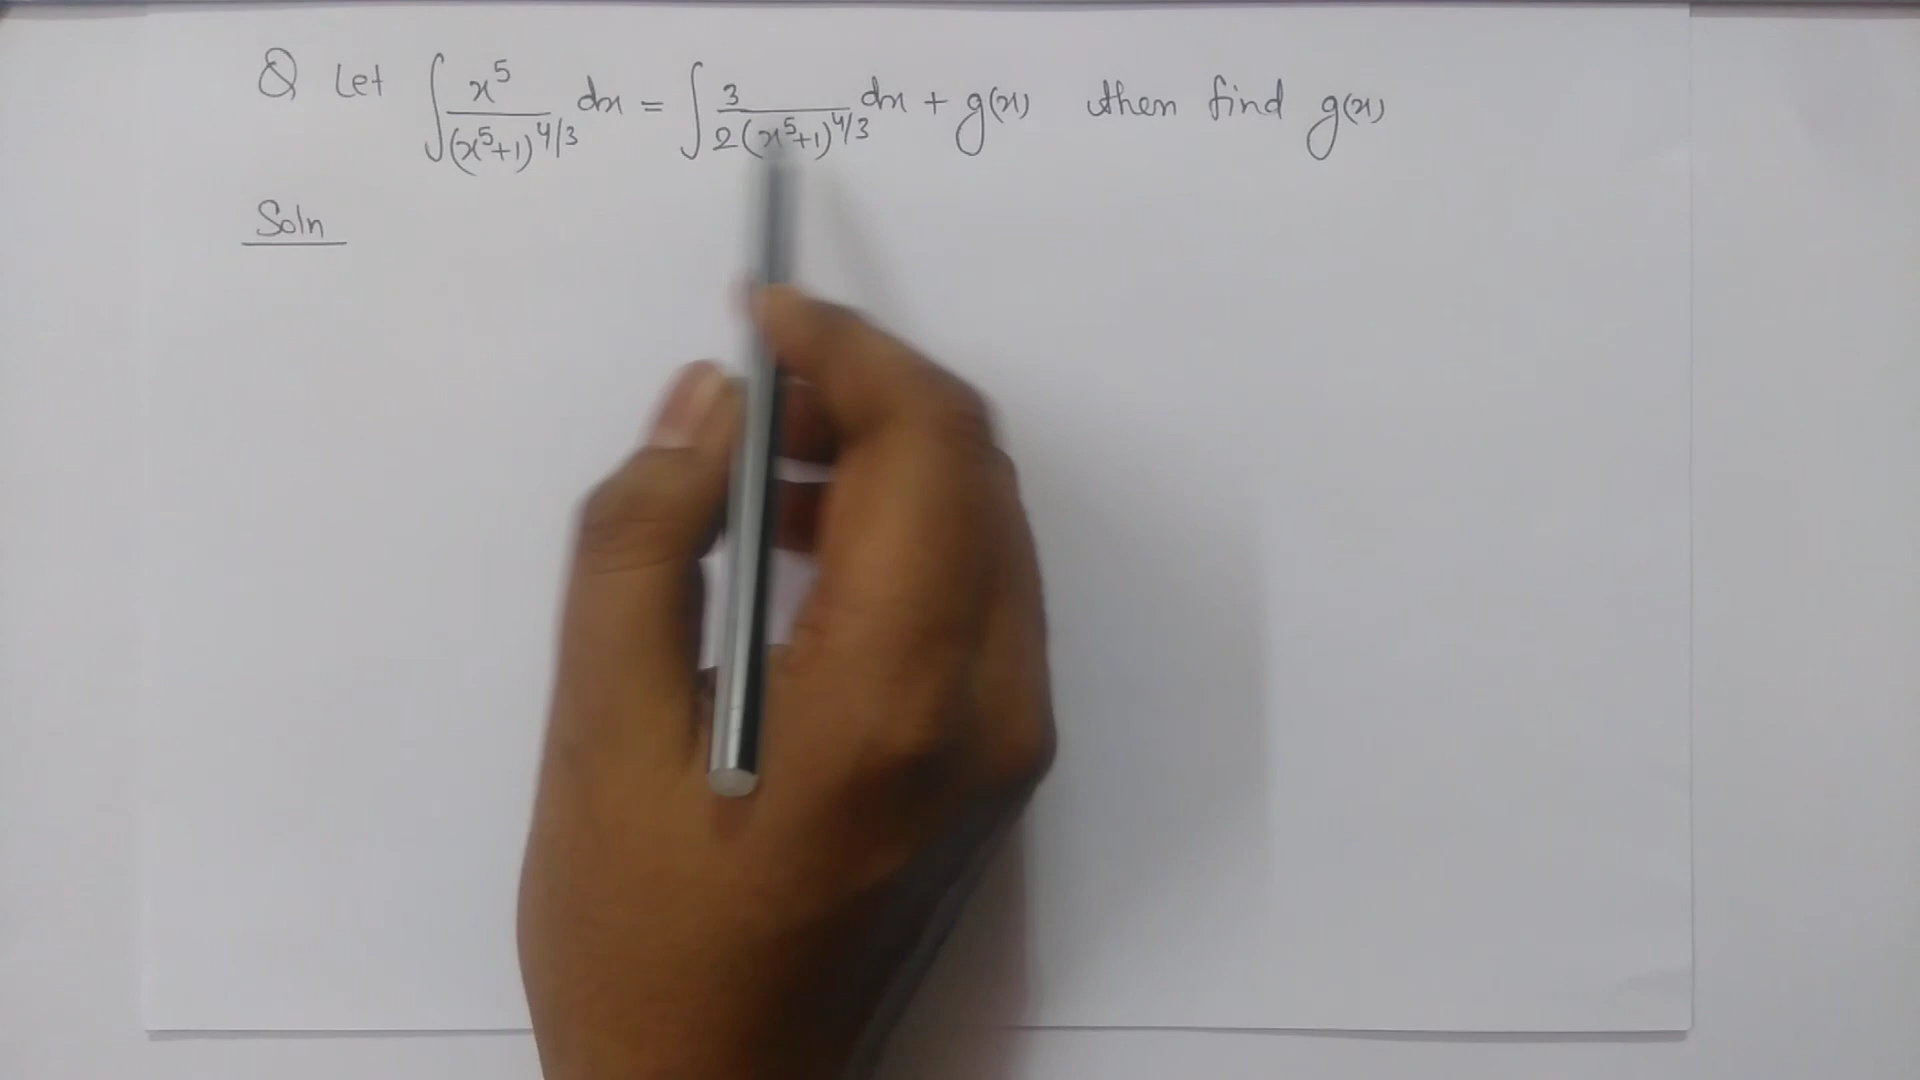 Q Let ∫ x⁵/(x⁵+1)^4/3 dx = ∫ 3/2(x⁵+1)^4/3 dx + g(x) then find g(x)
Soln